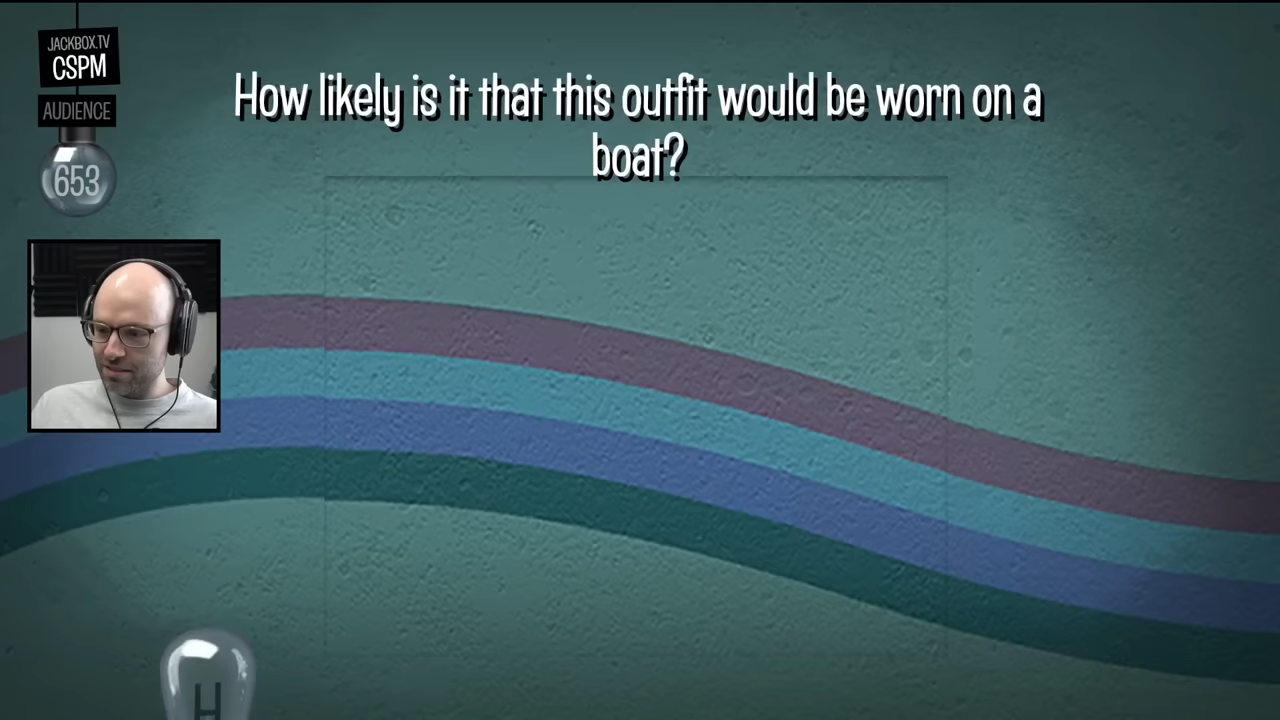 JACKBOX.TV
CSPM
AUDIENCE
653
How likely is it that this outfit would be worn on a
boat?
H